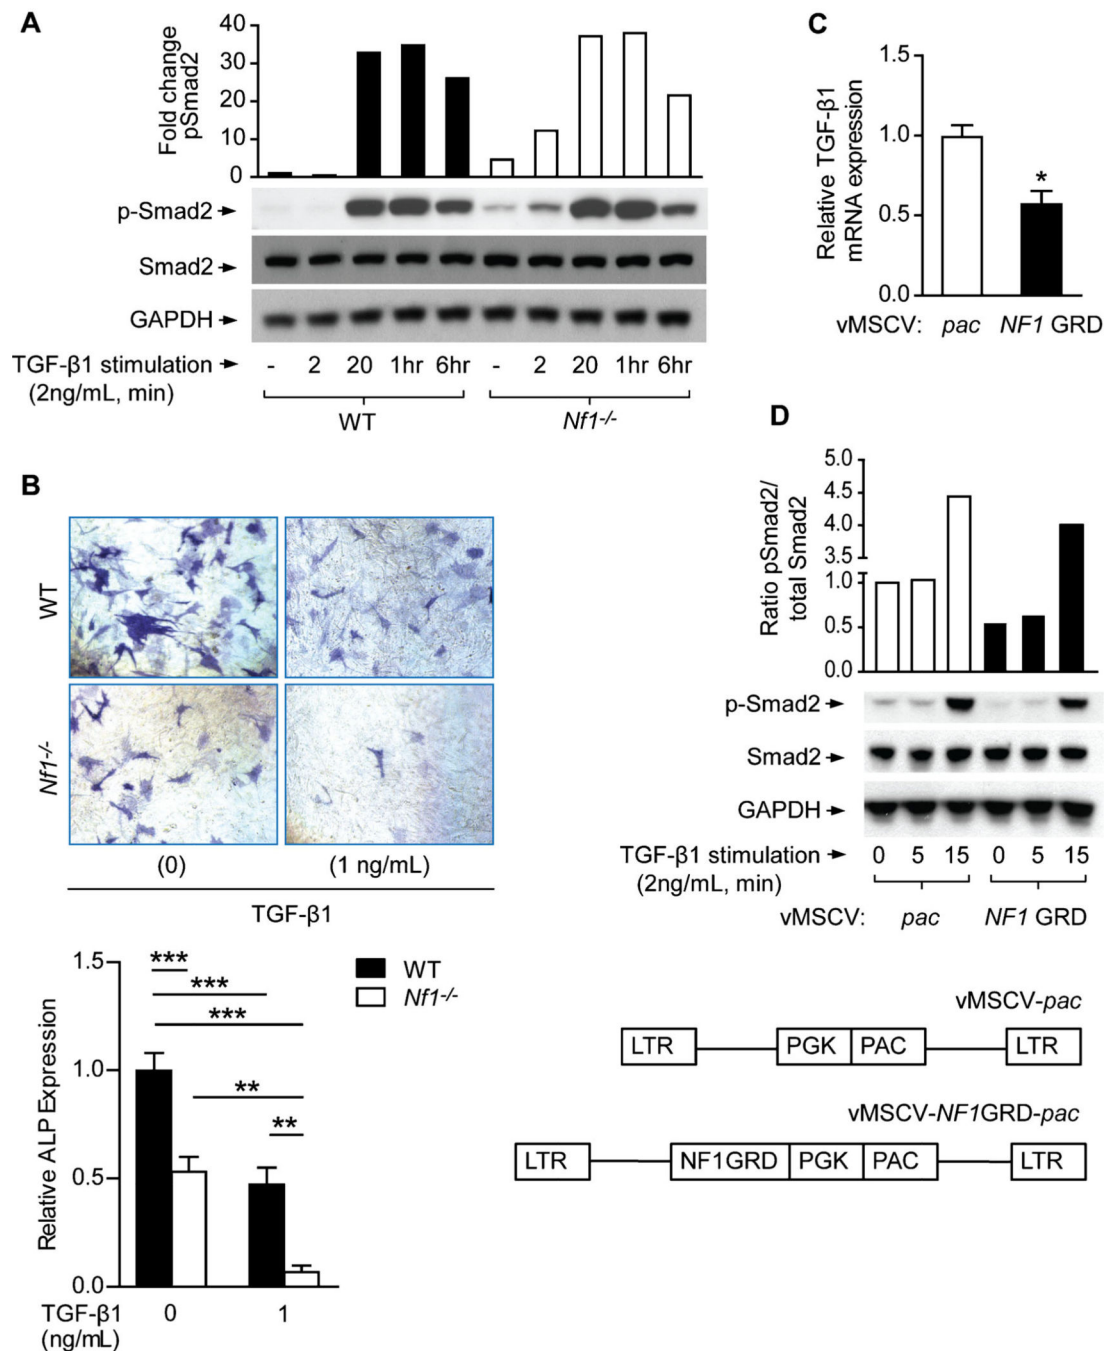 A
Fold change
pSmad2
40
30
20
10
0
p-Smad2
Smad2
GAPDH
TGF-β1 stimulation
(2ng/mL, min)
- 2 20 1hr 6hr - 2 20 1hr 6hr
WT Nf1-/-
B
WT
Nf1-/-
(0) (1 ng/mL)
TGF-β1
Relative ALP Expression
1.5
1.0
0.5
0.0
***
***
***
**
**
WT
Nf1-/-
TGF-β1
(ng/mL)
0 1
C
Relative TGF-β1
mRNA expression
1.5
1.0
0.5
0.0
*
vMSCV: pac NF1 GRD
D
Ratio pSmad2/
total Smad2
5.0
4.5
4.0
3.5
1.0
0.5
0.0
p-Smad2
Smad2
GAPDH
TGF-β1 stimulation
(2ng/mL, min)
0 5 15 0 5 15
vMSCV: pac NF1 GRD
vMSCV-pac
LTR PGK PAC LTR
vMSCV-NF1GRD-pac
LTR NF1GRD PGK PAC LTR